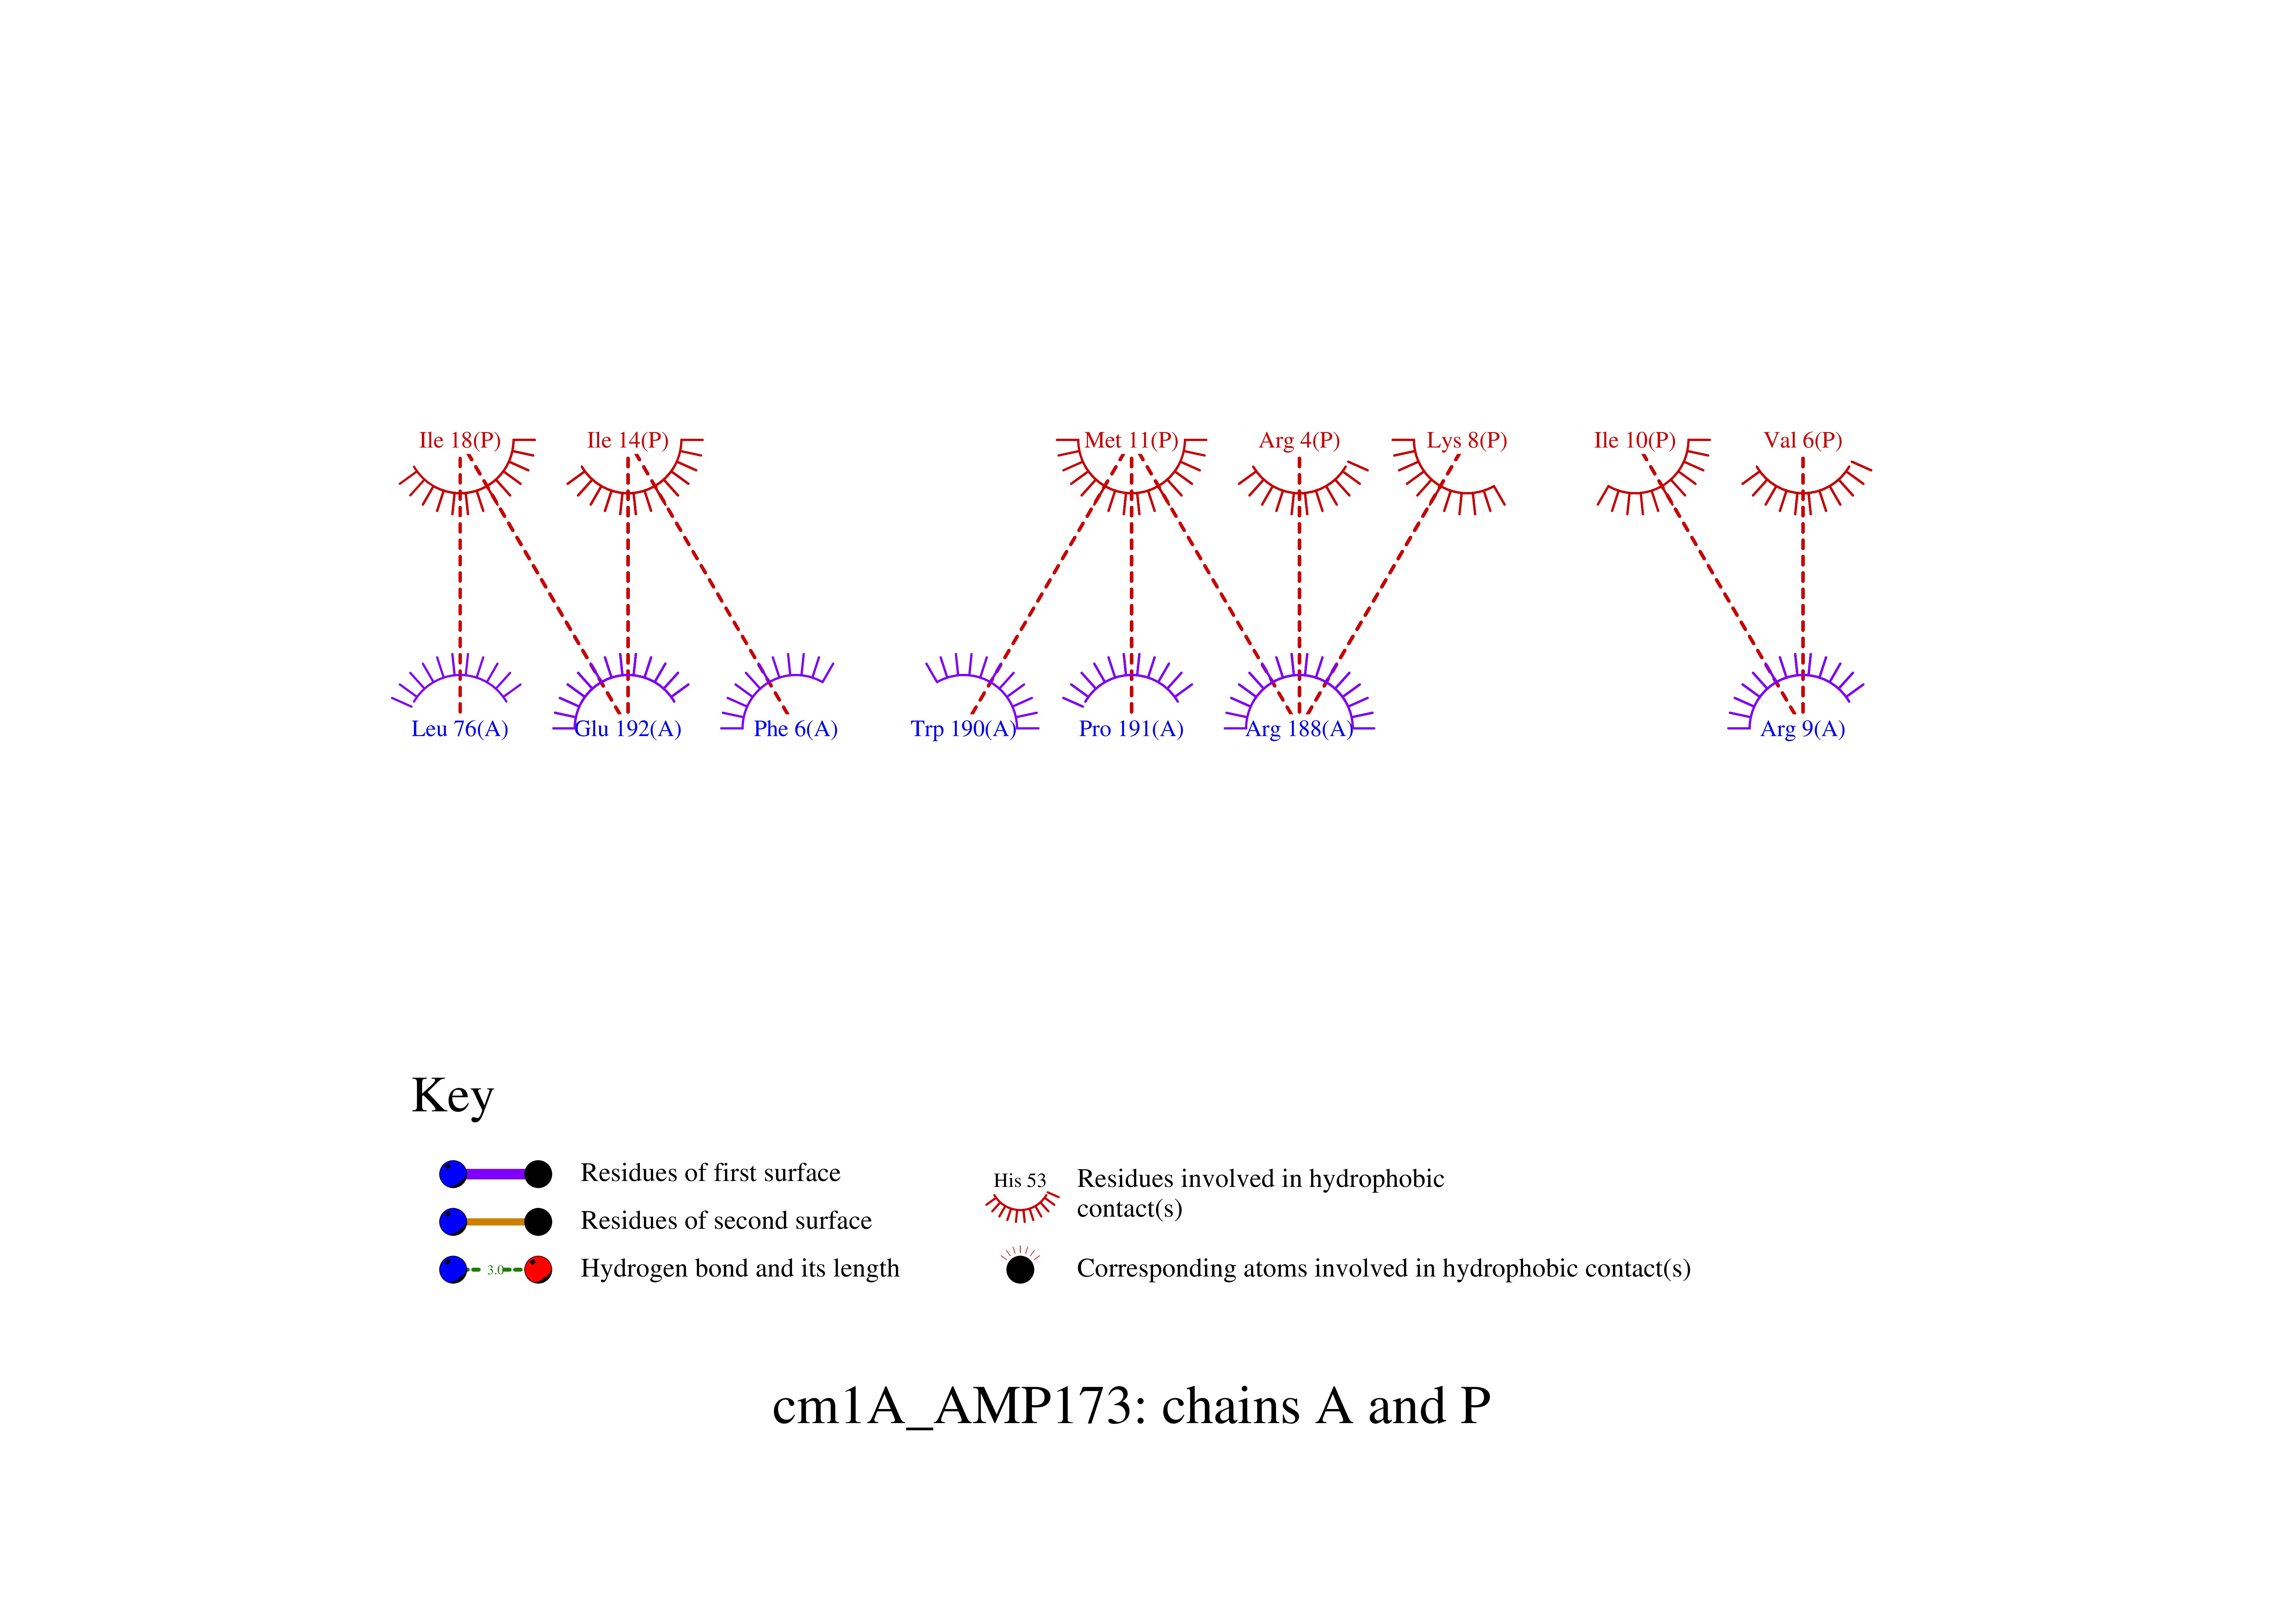 Ile 18(P) Ile 14(P) Met 11(P) Arg 4(P) Lys 8(P) Ile 10(P) Val 6(P)
Leu 76(A) Glu 192(A) Phe 6(A) Trp 190(A) Pro 191(A) Arg 188(A) Arg 9(A)
Key
Residues of first surface
Residues of second surface
3.0 Hydrogen bond and its length
His 53 Residues involved in hydrophobic
contact(s)
Corresponding atoms involved in hydrophobic contact(s)
cm1A_AMP173: chains A and P